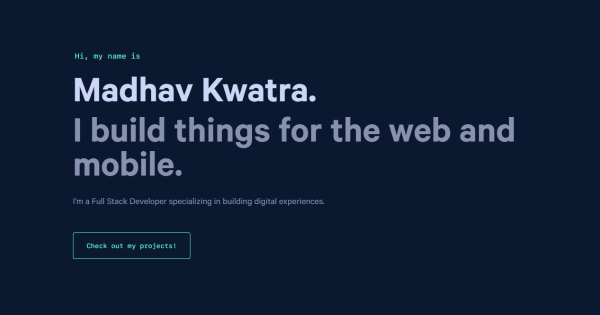 Hi, my name is
Madhav Kwatra.
I build things for the web and
mobile.
I'm a Full Stack Developer specializing in building digital experiences.
Check out my projects!